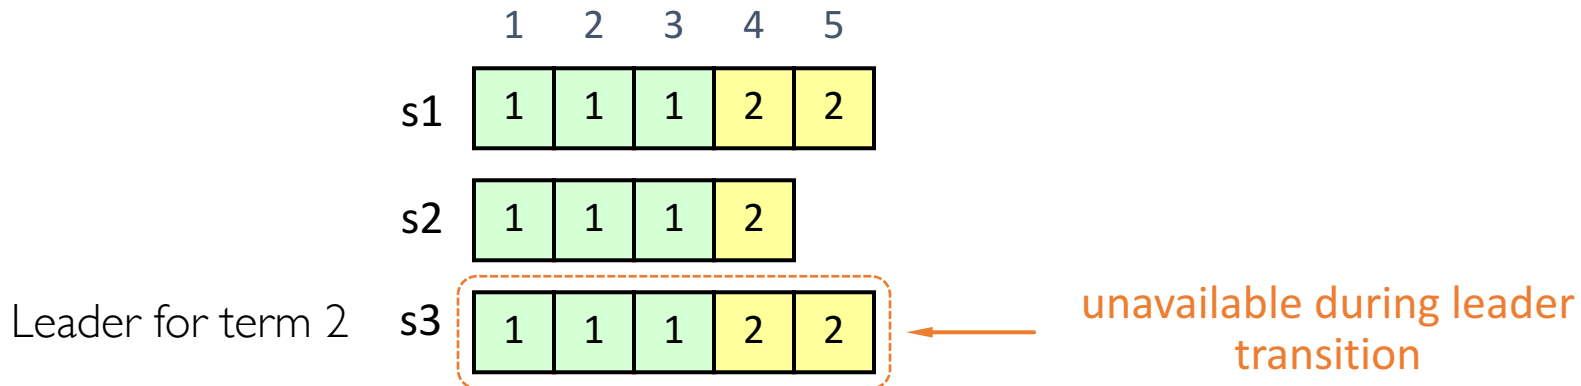 1 2 3 4 5
s1 1 1 1 2 2
s2 1 1 1 2
Leader for term 2 s3 1 1 1 2 2
unavailable during leader
transition